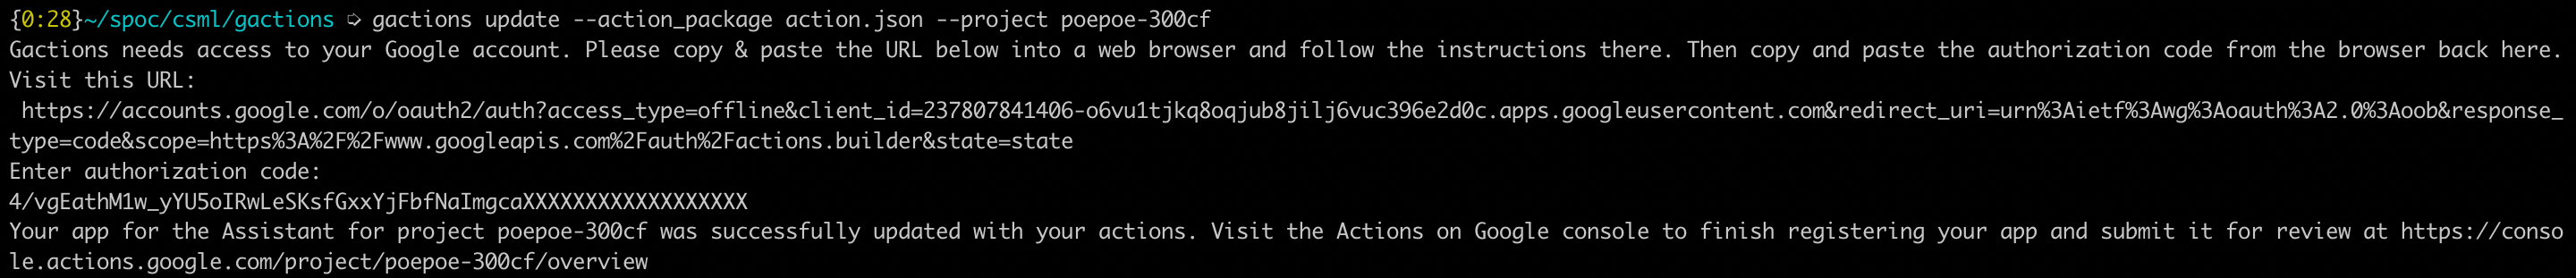 {0:28}~/spoc/csml/gactions ➭ gactions update --action_package action.json --project poepoe-300cf
Gactions needs access to your Google account. Please copy & paste the URL below into a web browser and follow the instructions there. Then copy and paste the authorization code from the browser back here.
Visit this URL:
https://accounts.google.com/o/oauth2/auth?access_type=offline&client_id=237807841406-o6vu1tjkq8oqjub8jilj6vuc396e2d0c.apps.googleusercontent.com&redirect_uri=urn%3Aietf%3Awg%3Aoauth%3A2.0%3Aoob&response_
type=code&scope=https%3A%2F%2Fwww.googleapis.com%2Fauth%2Factions.builder&state=state
Enter authorization code:
4/vgEathM1w_yYU5oIRwLeSKsfGxxYjFbfNaImgcaXXXXXXXXXXXXXXXXXX
Your app for the Assistant for project poepoe-300cf was successfully updated with your actions. Visit the Actions on Google console to finish registering your app and submit it for review at https://conso
le.actions.google.com/project/poepoe-300cf/overview